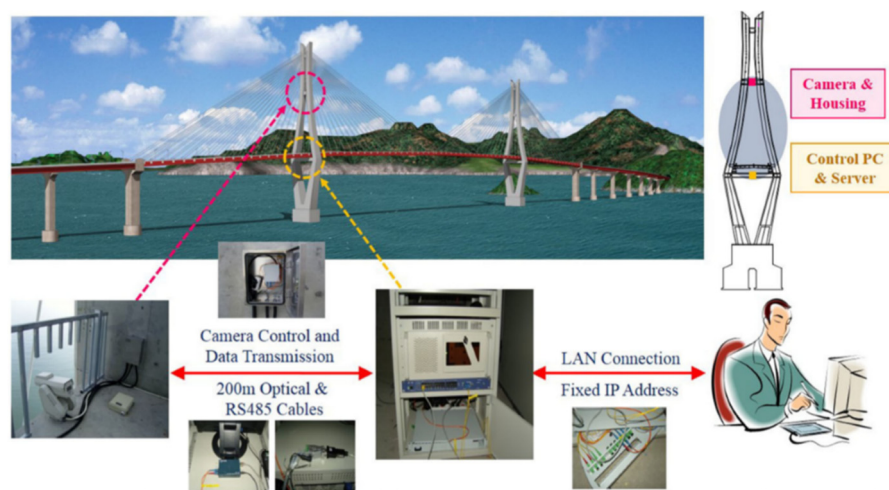 Camera &
Housing
Control PC
& Server
Camera Control and
Data Transmission
200m Optical &
RS485 Cables
LAN Connection
Fixed IP Address